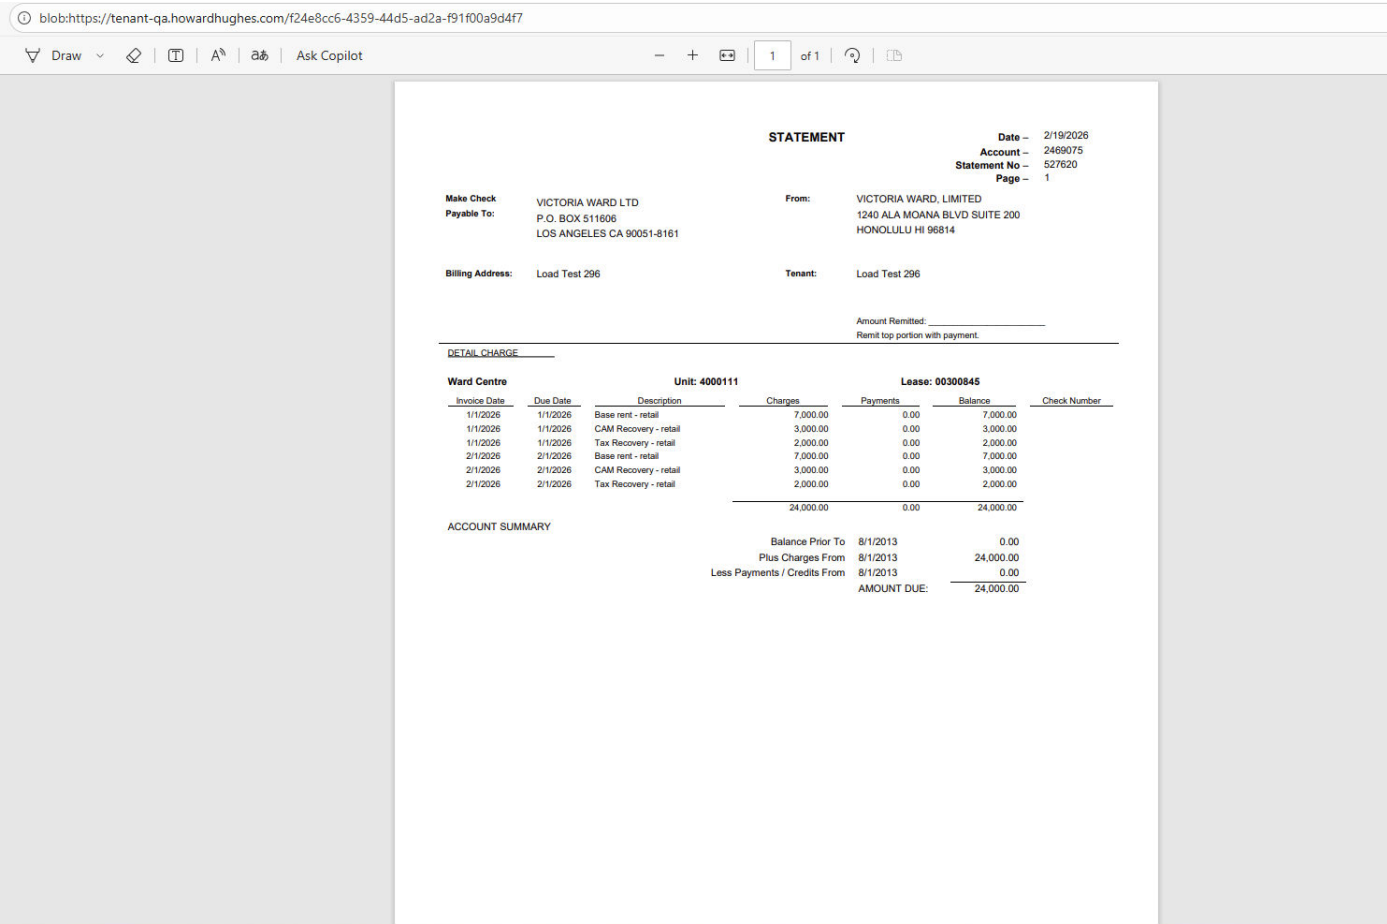 blob:https://tenant-qa.howardhughes.com/f24e8cc6-4359-44d5-ad2a-f91f00a9d4f7
Draw T A aあ Ask Copilot 1 of 1
STATEMENT
Date – 2/19/2026
Account – 2469075
Statement No – 527620
Page – 1
Make Check Payable To:
VICTORIA WARD LTD
P.O. BOX 511606
LOS ANGELES CA 90051-8161
From:
VICTORIA WARD, LIMITED
1240 ALA MOANA BLVD SUITE 200
HONOLULU HI 96814
Billing Address: Load Test 296
Tenant: Load Test 296
Amount Remitted: ________________________
Remit top portion with payment.
DETAIL CHARGE
Ward Centre Unit: 4000111 Lease: 00300845
Invoice Date Due Date Description Charges Payments Balance Check Number
1/1/2026 1/1/2026 Base rent - retail 7,000.00 0.00 7,000.00
1/1/2026 1/1/2026 CAM Recovery - retail 3,000.00 0.00 3,000.00
1/1/2026 1/1/2026 Tax Recovery - retail 2,000.00 0.00 2,000.00
2/1/2026 2/1/2026 Base rent - retail 7,000.00 0.00 7,000.00
2/1/2026 2/1/2026 CAM Recovery - retail 3,000.00 0.00 3,000.00
2/1/2026 2/1/2026 Tax Recovery - retail 2,000.00 0.00 2,000.00
24,000.00 0.00 24,000.00
ACCOUNT SUMMARY
Balance Prior To 8/1/2013 0.00
Plus Charges From 8/1/2013 24,000.00
Less Payments / Credits From 8/1/2013 0.00
AMOUNT DUE: 24,000.00